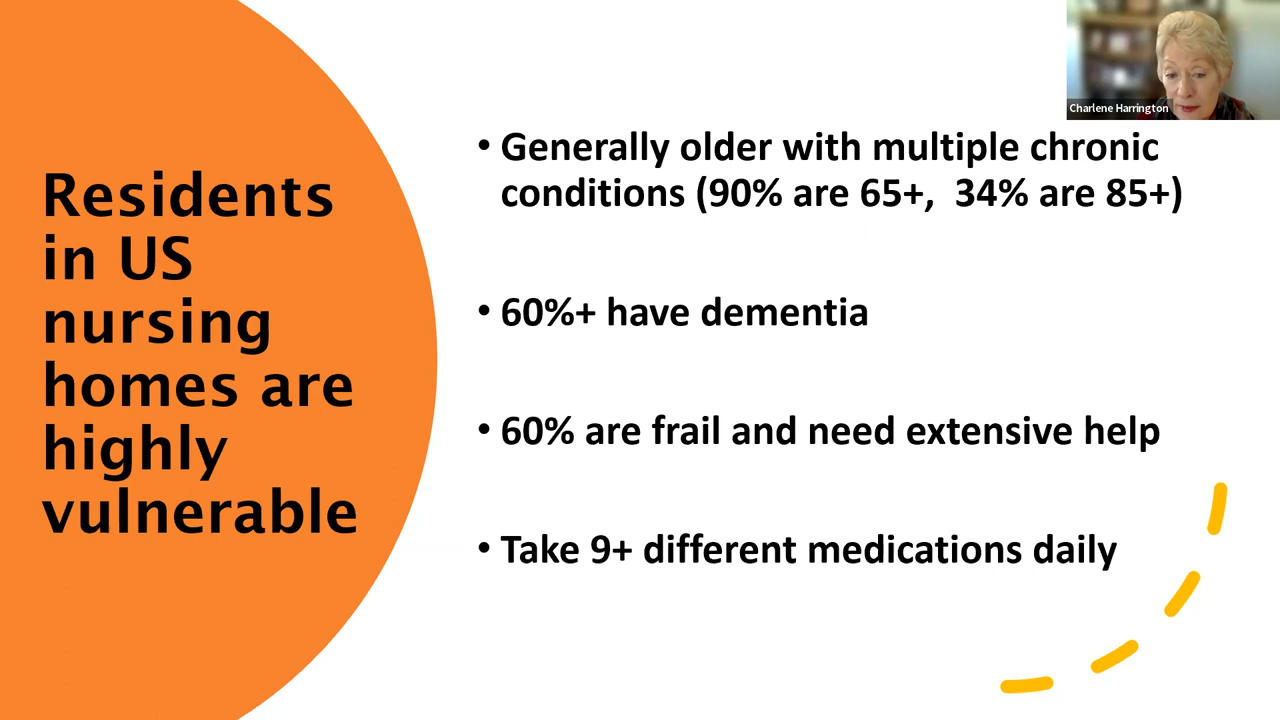 Charlene Harrington
Residents
in US
nursing
homes are
highly
vulnerable
• Generally older with multiple chronic
conditions (90% are 65+,  34% are 85+)
• 60%+ have dementia
• 60% are frail and need extensive help
• Take 9+ different medications daily